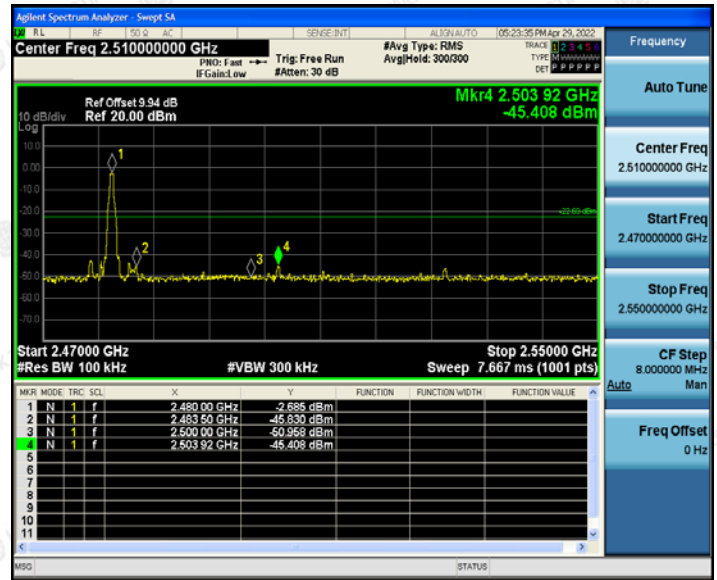 Agilent Spectrum Analyzer - Swept SA
RL RF 50 Ω AC SENSE:INT ALIGNAUTO 05:23:35 PM Apr 29, 2022
Center Freq 2.510000000 GHz
PNO: Fast
IFGain:Low
Trig: Free Run
#Atten: 30 dB
#Avg Type: RMS
Avg|Hold: 300/300
TRACE 1 2 3 4 5 6
TYPE M
DET P P P P P P
Frequency
Auto Tune
Center Freq
2.510000000 GHz
Start Freq
2.470000000 GHz
Stop Freq
2.550000000 GHz
CF Step
8.000000 MHz
Auto Man
Freq Offset
0 Hz
Mkr4 2.503 92 GHz
-45.408 dBm
Ref Offset 9.94 dB
10 dB/div Ref 20.00 dBm
Log
10.0
0.00
-10.0
-20.0
-30.0
-40.0
-50.0
-60.0
-70.0
1
2
3
4
-22.69 dBm
Start 2.47000 GHz Stop 2.55000 GHz
#Res BW 100 kHz #VBW 300 kHz Sweep 7.667 ms (1001 pts)
MKR MODE TRC SCL X Y FUNCTION FUNCTION WIDTH FUNCTION VALUE
1 N 1 f 2.480 00 GHz -2.685 dBm
2 N 1 f 2.483 50 GHz -45.830 dBm
3 N 1 f 2.500 00 GHz -50.958 dBm
4 N 1 f 2.503 92 GHz -45.408 dBm
5
6
7
8
9
10
11
MSG STATUS